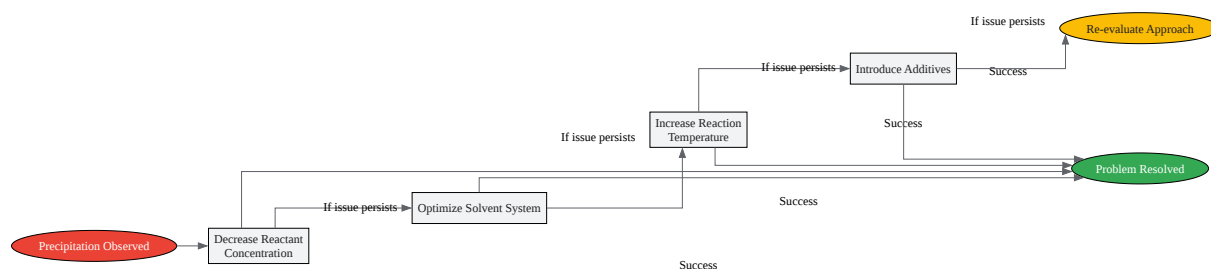 If issue persists
Re-evaluate Approach
If issue persists
Introduce Additives
Success
Increase Reaction
Temperature
Success
If issue persists
Problem Resolved
If issue persists
Optimize Solvent System
Success
Precipitation Observed
Decrease Reactant
Concentration
Success